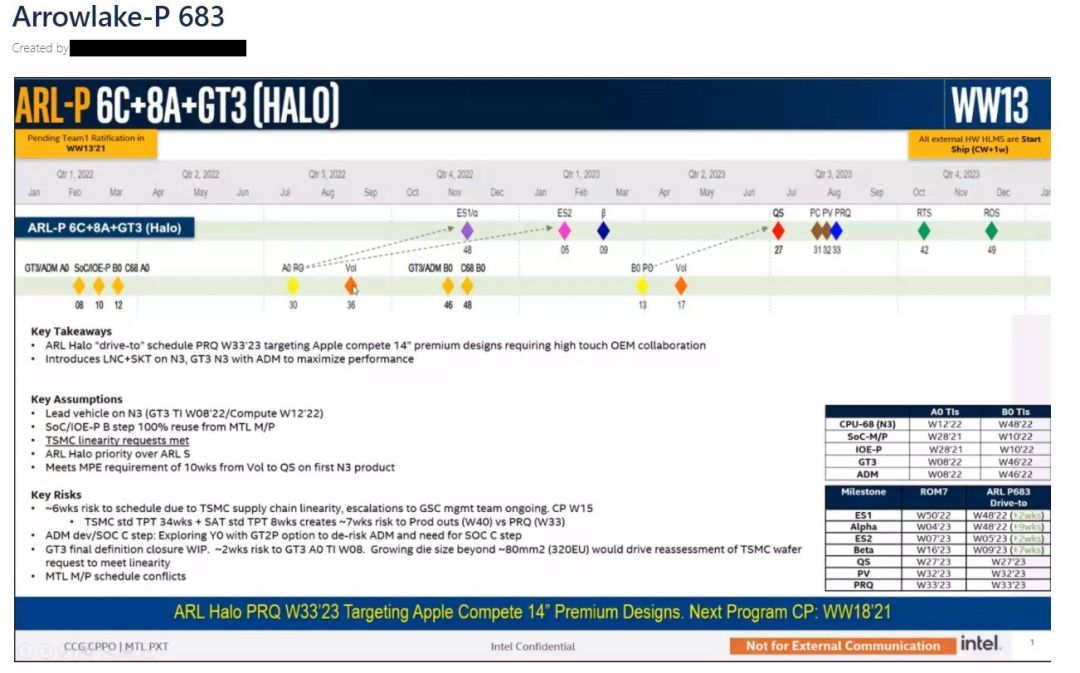 Arrowlake-P 683
Created by
ARL-P 6C+8A+GT3 (HALO)
WW13
Pending Team1 Ratification in
WW13'21
All external HW HLMS are Start
Ship (CW+1w)
Qtr 1, 2022 Qtr 2, 2022 Qtr 3, 2022 Qtr 4, 2022 Qtr 1, 2023 Qtr 2, 2023 Qtr 3, 2023 Qtr 4, 2023
Jan Feb Mar Apr May Jun Jul Aug Sep Oct Nov Dec Jan Feb Mar Apr May Jun Jul Aug Sep Oct Nov Dec Jan
ES1/α ES2 β QS PC PV PRQ RTS ROS
ARL-P 6C+8A+GT3 (Halo)
48 05 09 27 31 32 33 42 49
GT3/ADM A0 SoC/IOE-P B0 C68 A0 A0 PO Vol GT3/ADM B0 C68 B0 B0 PO Vol
08 10 12 30 36 46 48 13 17
Key Takeaways
• ARL Halo "drive-to" schedule PRQ W33'23 targeting Apple compete 14" premium designs requiring high touch OEM collaboration
• Introduces LNC+SKT on N3, GT3 N3 with ADM to maximize performance
Key Assumptions
• Lead vehicle on N3 (GT3 TI W08'22/Compute W12'22)
• SoC/IOE-P B step 100% reuse from MTL M/P
• TSMC linearity requests met
• ARL Halo priority over ARL S
• Meets MPE requirement of 10wks from Vol to QS on first N3 product
Key Risks
• ~6wks risk to schedule due to TSMC supply chain linearity, escalations to GSC mgmt team ongoing. CP W15
• TSMC std TPT 34wks + SAT std TPT 8wks creates ~7wks risk to Prod outs (W40) vs PRQ (W33)
• ADM dev/SOC C step: Exploring Y0 with GT2P option to de-risk ADM and need for SOC C step
• GT3 final definition closure WIP. ~2wks risk to GT3 A0 TI W08. Growing die size beyond ~80mm2 (320EU) would drive reassessment of TSMC wafer
request to meet linearity
• MTL M/P schedule conflicts
A0 TIs B0 TIs
CPU-68 (N3) W12'22 W48'22
SoC-M/P W28'21 W10'22
IOE-P W28'21 W10'22
GT3 W08'22 W46'22
ADM W08'22 W46'22
Milestone ROM7 ARL P683
Drive-to
ES1 W50'22 W48'22 (+2wks)
Alpha W04'23 W48'22 (+9wks)
ES2 W07'23 W05'23 (+2wks)
Beta W16'23 W09'23 (+7wks)
QS W27'23 W27'23
PV W32'23 W32'23
PRQ W33'23 W33'23
ARL Halo PRQ W33'23 Targeting Apple Compete 14" Premium Designs. Next Program CP: WW18'21
CCG CPPO | MTL PXT
Intel Confidential
Not for External Communication
intel.
1